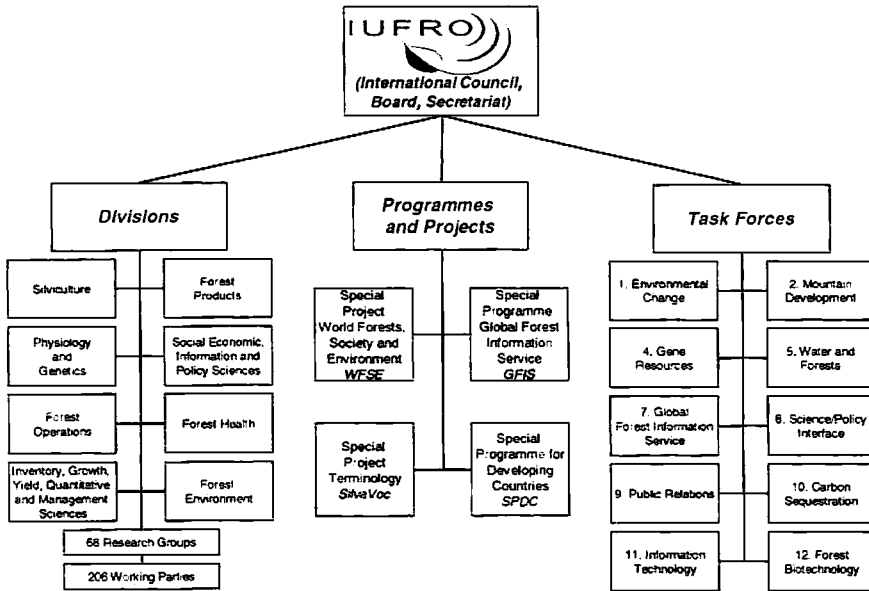 IUFRO
(International Council,
Board, Secretariat)
Divisions
Silviculture
Forest
Products
Physiology
and
Genetics
Social Economic,
Information and
Policy Sciences
Forest
Operations
Forest Health
Inventory, Growth,
Yield, Quantitative
and Management
Sciences
Forest
Environment
68 Research Groups
206 Working Parties
Programmes
and Projects
Special
Project
World Forests,
Society and
Environment
WFSE
Special
Programme
Global Forest
Information
Service
GFIS
Special
Project
Terminology
SilvaVoc
Special
Programme for
Developing
Countries
SPDC
Task Forces
1. Environmental
Change
2. Mountain
Development
4. Gene
Resources
5. Water and
Forests
7. Global
Forest Information
Service
8. Science/Policy
Interface
9. Public Relations
10. Carbon
Sequestration
11. Information
Technology
12. Forest
Biotechnology